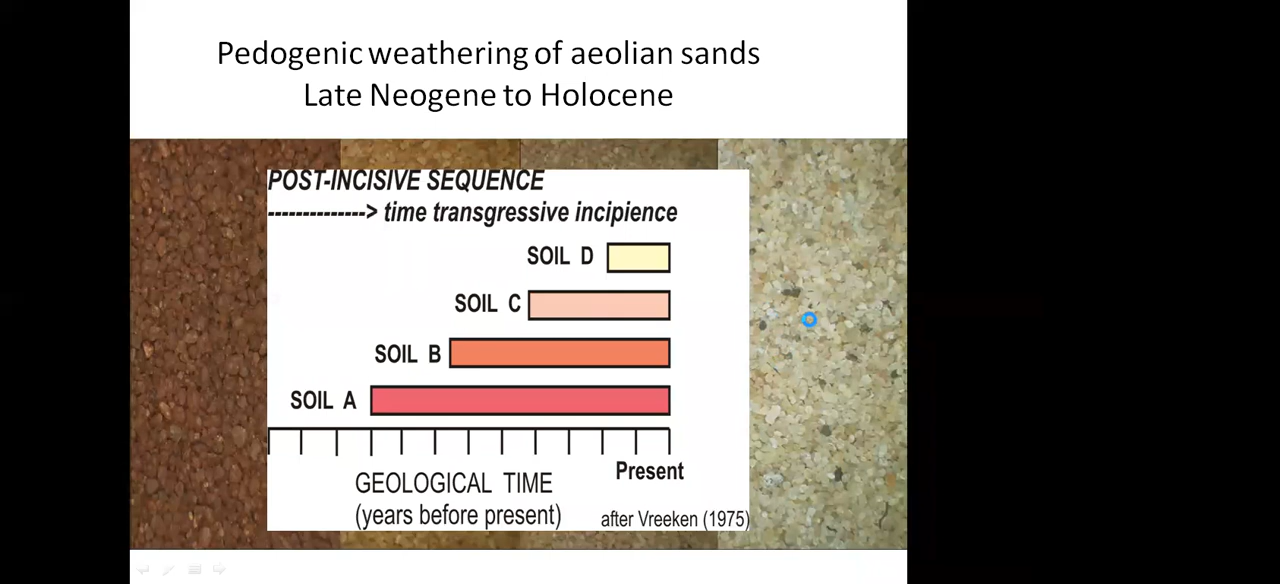 Pedogenic weathering of aeolian sands
Late Neogene to Holocene
POST-INCISIVE SEQUENCE
--------------> time transgressive incipience
SOIL D
SOIL C
SOIL B
SOIL A
Present
GEOLOGICAL TIME
(years before present)
after Vreeken (1975)